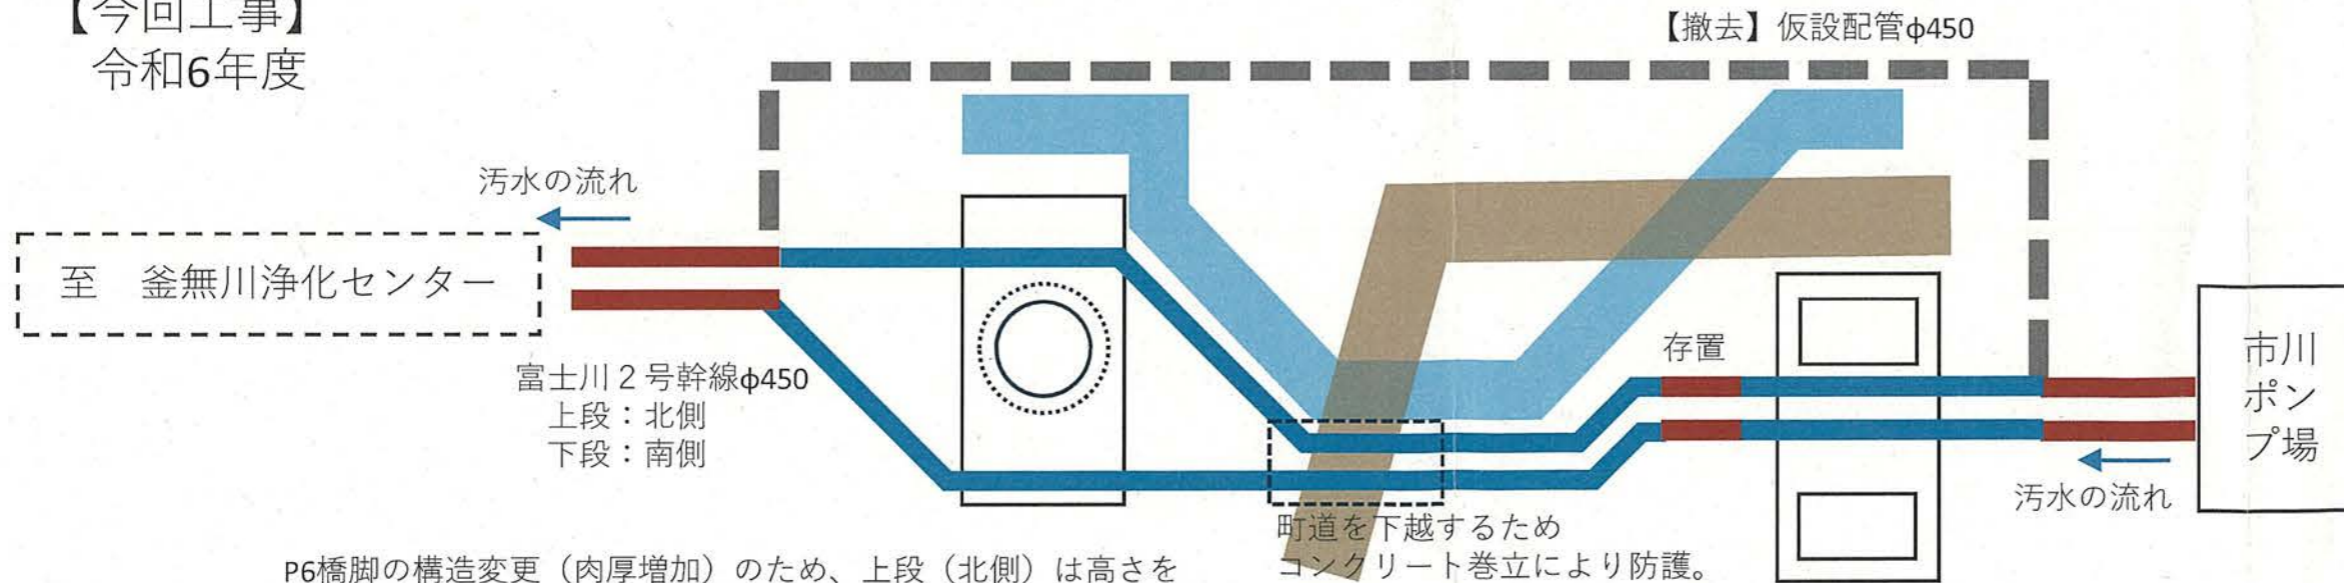 【今回工事】
令和6年度
【撤去】仮設配管φ450
汚水の流れ
至　釜無川浄化センター
富士川２号幹線φ450
上段：北側
下段：南側
存置
市川
ポン
プ場
汚水の流れ
町道を下越するため
コンクリート巻立により防護。
P6橋脚の構造変更（肉厚増加）のため、上段（北側）は高さを